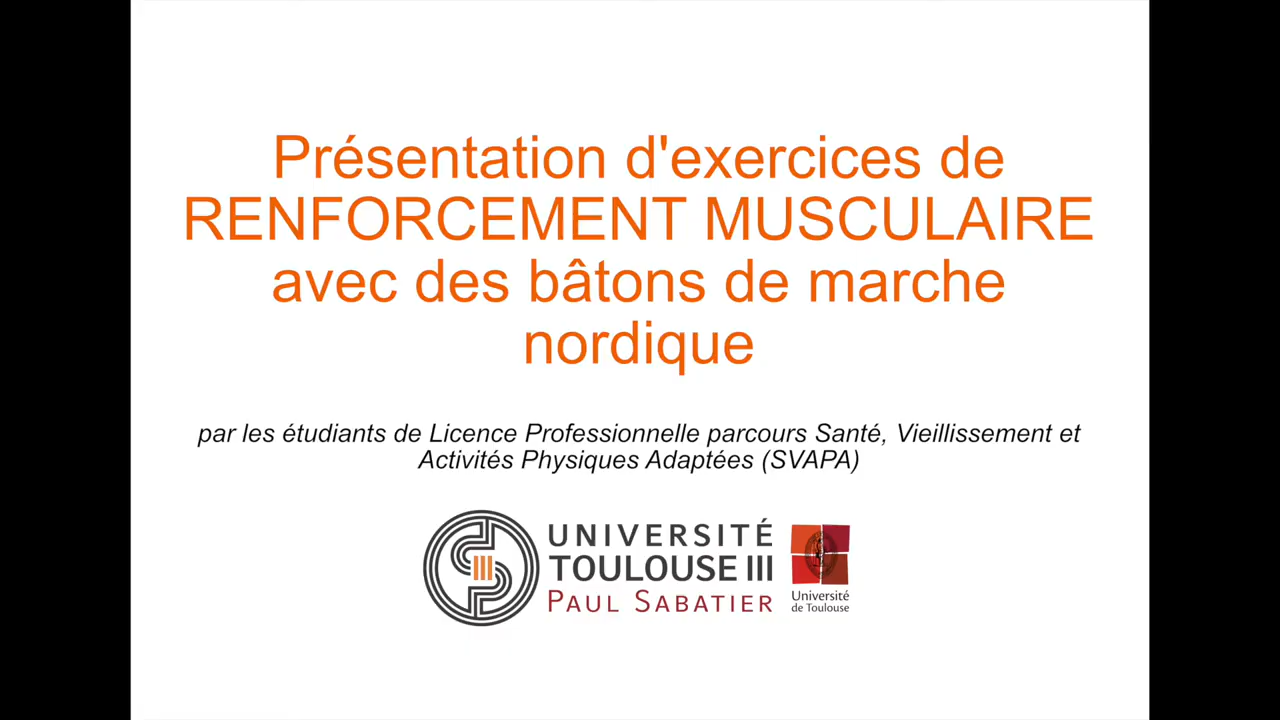 Présentation d'exercices de
RENFORCEMENT MUSCULAIRE
avec des bâtons de marche
nordique
par les étudiants de Licence Professionnelle parcours Santé, Vieillissement et
Activités Physiques Adaptées (SVAPA)
UNIVERSITÉ
TOULOUSE III
PAUL SABATIER
Université
de Toulouse